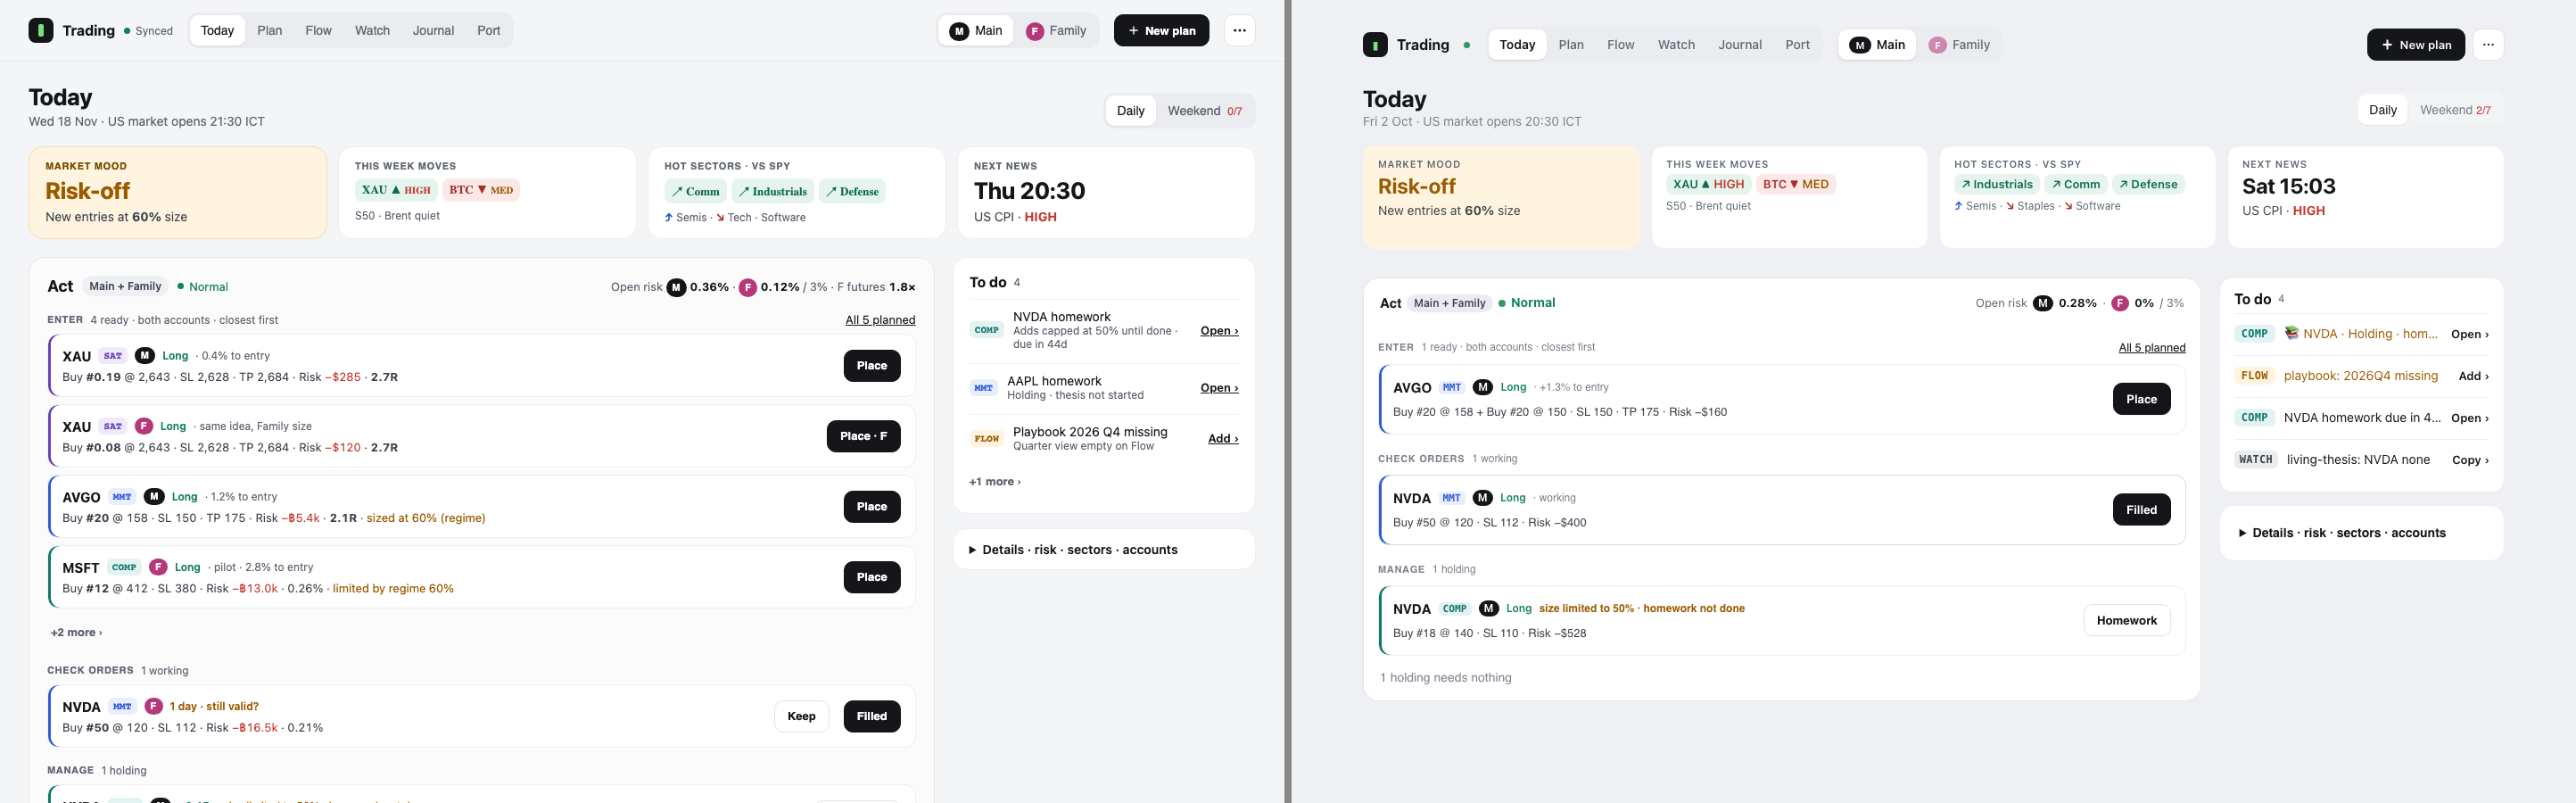 Trading Synced Today Plan Flow Watch Journal Port M Main F Family + New plan ...
Today
Wed 18 Nov · US market opens 21:30 ICT
Daily Weekend 0/7
MARKET MOOD
Risk-off
New entries at 60% size
THIS WEEK MOVES
XAU ▲ HIGH BTC ▼ MED
S50 · Brent quiet
HOT SECTORS · VS SPY
↗ Comm ↗ Industrials ↗ Defense
⤴ Semis · ↘ Tech · Software
NEXT NEWS
Thu 20:30
US CPI · HIGH
Act Main + Family ● Normal Open risk M 0.36% · F 0.12% / 3% · F futures 1.8×
ENTER 4 ready · both accounts · closest first All 5 planned
XAU SAT M Long · 0.4% to entry
Buy #0.19 @ 2,643 · SL 2,628 · TP 2,684 · Risk −$285 · 2.7R
Place
XAU SAT F Long · same idea, Family size
Buy #0.08 @ 2,643 · SL 2,628 · TP 2,684 · Risk −$120 · 2.7R
Place · F
AVGO MMT M Long · 1.2% to entry
Buy #20 @ 158 · SL 150 · TP 175 · Risk −฿5.4k · 2.1R · sized at 60% (regime)
Place
MSFT COMP F Long · pilot · 2.8% to entry
Buy #12 @ 412 · SL 380 · Risk −฿13.0k · 0.26% · limited by regime 60%
Place
+2 more ›
CHECK ORDERS 1 working
NVDA MMT F 1 day · still valid?
Buy #50 @ 120 · SL 112 · Risk −฿16.5k · 0.21%
Keep Filled
MANAGE 1 holding
To do 4
COMP NVDA homework
Adds capped at 50% until done ·
due in 44d
Open ›
MMT AAPL homework
Holding · thesis not started
Open ›
FLOW Playbook 2026 Q4 missing
Quarter view empty on Flow
Add ›
+1 more ›
▶ Details · risk · sectors · accounts
Trading Today Plan Flow Watch Journal Port M Main F Family + New plan ...
Today
Fri 2 Oct · US market opens 20:30 ICT
Daily Weekend 2/7
MARKET MOOD
Risk-off
New entries at 60% size
THIS WEEK MOVES
XAU ▲ HIGH BTC ▼ MED
S50 · Brent quiet
HOT SECTORS · VS SPY
↗ Industrials ↗ Comm ↗ Defense
⤴ Semis · ↘ Staples · ↘ Software
NEXT NEWS
Sat 15:03
US CPI · HIGH
Act Main + Family ● Normal Open risk M 0.28% · F 0% / 3%
ENTER 1 ready · both accounts · closest first All 5 planned
AVGO MMT M Long · +1.3% to entry
Buy #20 @ 158 + Buy #20 @ 150 · SL 150 · TP 175 · Risk −$160
Place
CHECK ORDERS 1 working
NVDA MMT M Long · working
Buy #50 @ 120 · SL 112 · Risk −$400
Filled
MANAGE 1 holding
NVDA COMP M Long size limited to 50% · homework not done
Buy #18 @ 140 · SL 110 · Risk −$528
Homework
1 holding needs nothing
To do 4
COMP 📚 NVDA · Holding · hom... Open ›
FLOW playbook: 2026Q4 missing Add ›
COMP NVDA homework due in 4... Open ›
WATCH living-thesis: NVDA none Copy ›
▶ Details · risk · sectors · accounts